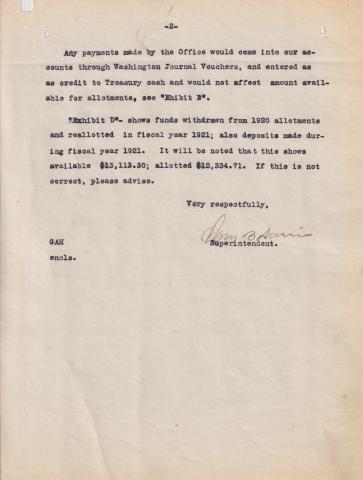 -2-
Any payments made by the Office would come into our ac-
counts through Washington Journal Vouchers, and entered as
as credit to Treasury cash and would not affect amount avail-
able for allotments, see "Ehibit B".
"Exhibit D"- shows funds withdrawn from 1920 allotments
and reallotted in fiscal year 1921; also deposits made dur-
ing fiscal year 1921. It will be noted that this shows
available $13,113.30; allotted $12,334.71. If this is not
correct, please advise.
Very respectfully,
GAM
Superintendent.
encls.